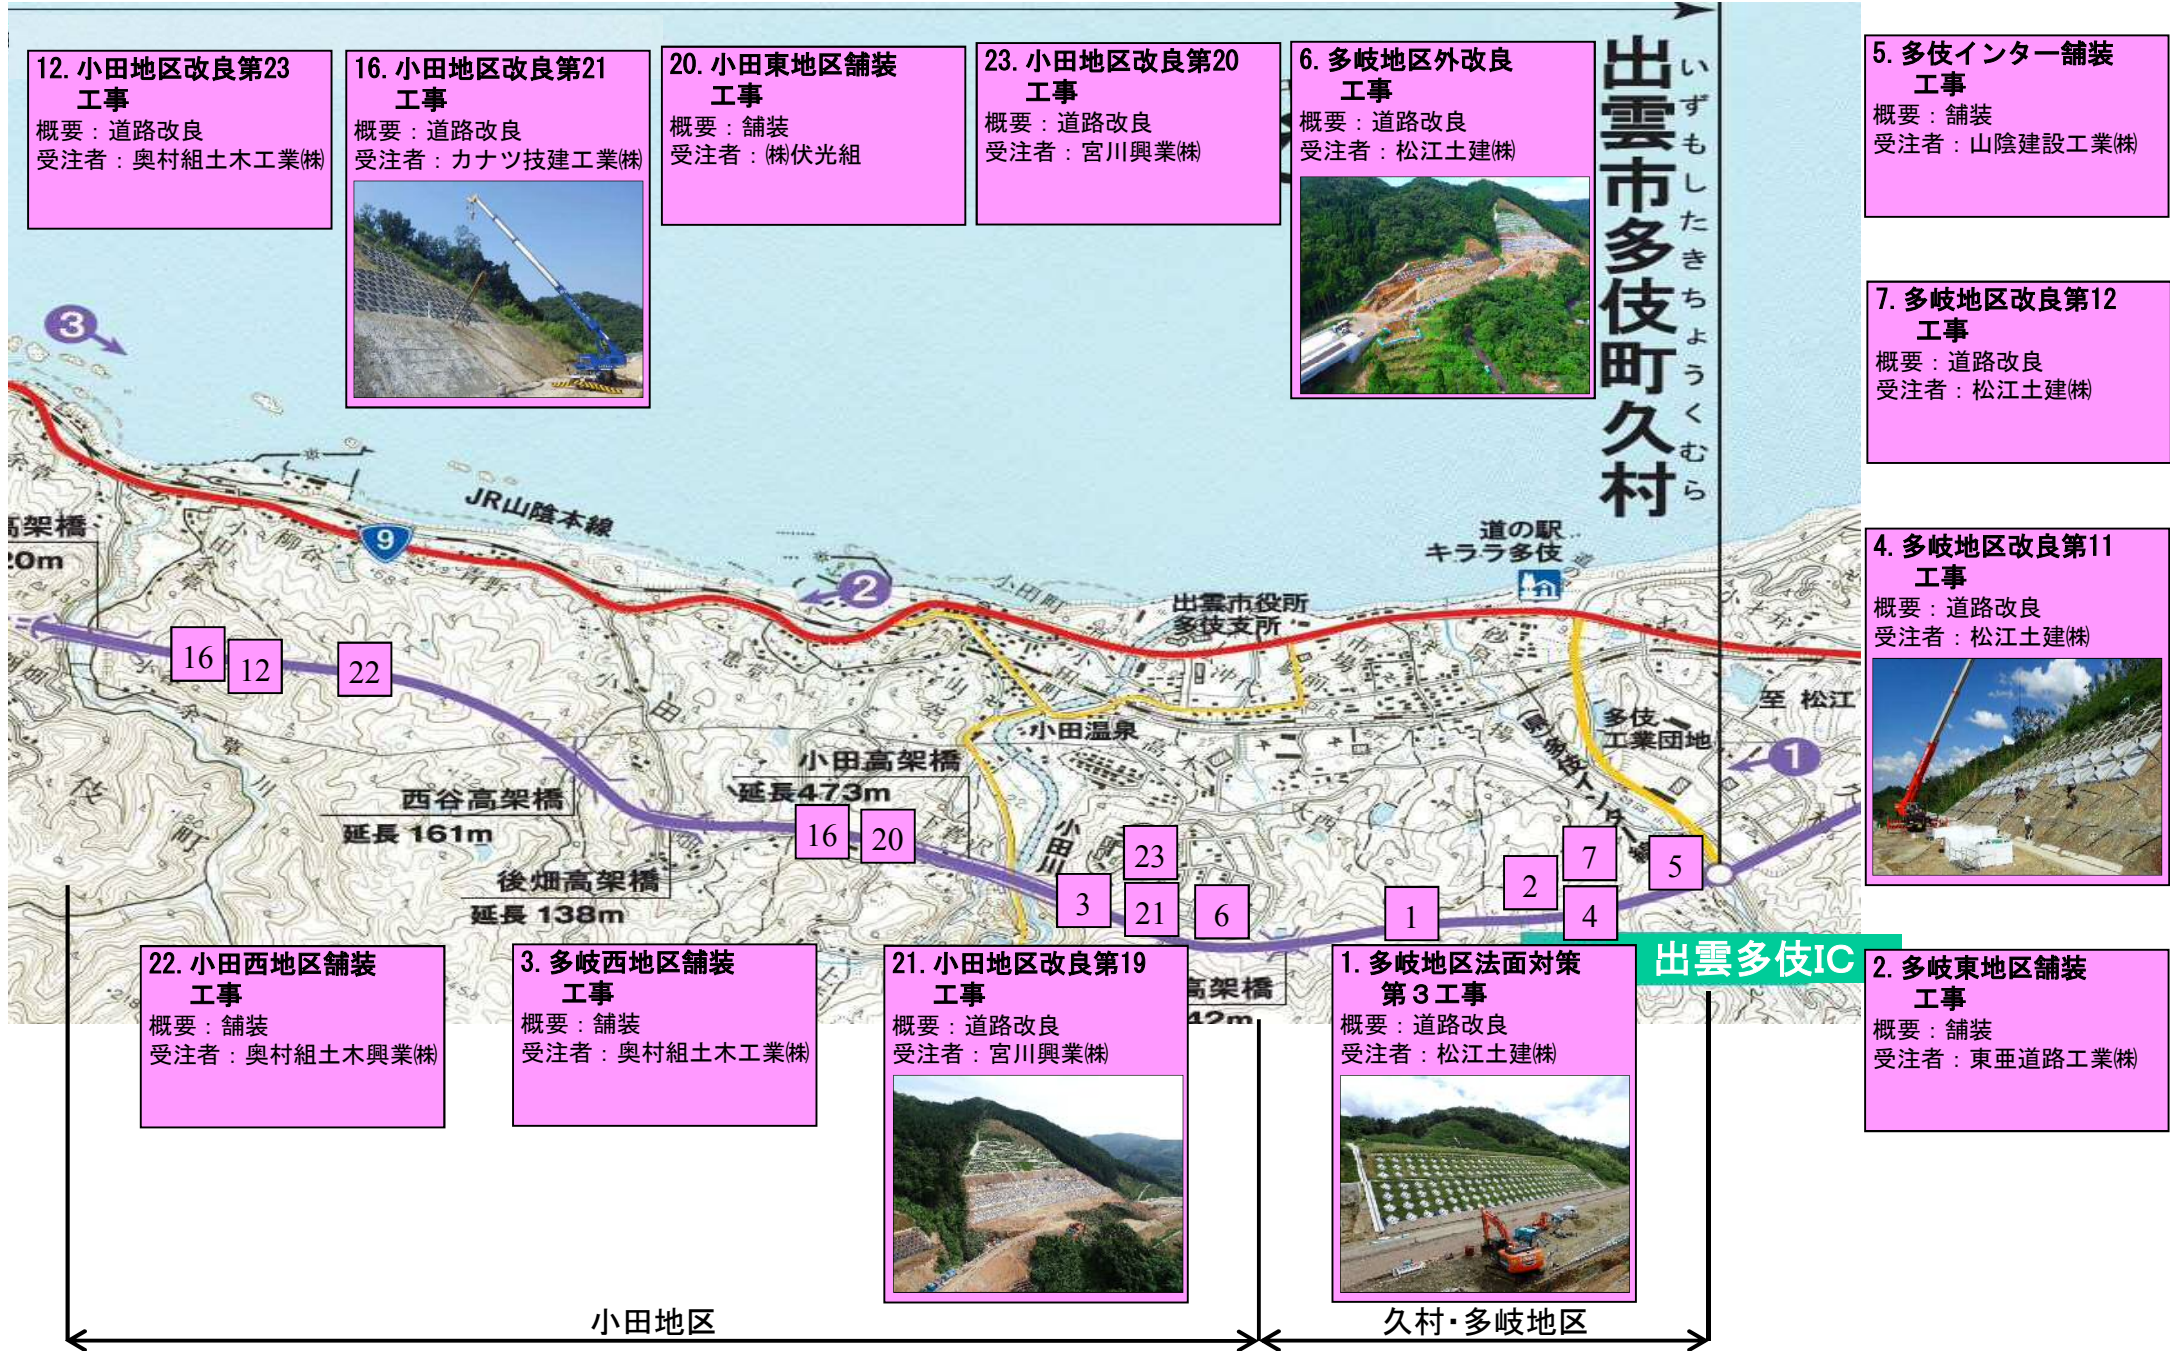 12. 小田地区改良第23
工事
概要：道路改良
受注者：奥村組土木工業㈱
16. 小田地区改良第21
工事
概要：道路改良
受注者：カナツ技建工業㈱
20. 小田東地区舗装
工事
概要：舗装
受注者：㈱伏光組
23. 小田地区改良第20
工事
概要：道路改良
受注者：宮川興業㈱
6. 多岐地区外改良
工事
概要：道路改良
受注者：松江土建㈱
出雲市多伎町久村
いずもしたきちょうくむら
5. 多伎インター舗装
工事
概要：舗装
受注者：山陰建設工業㈱
7. 多岐地区改良第12
工事
概要：道路改良
受注者：松江土建㈱
4. 多岐地区改良第11
工事
概要：道路改良
受注者：松江土建㈱
3
JR山陰本線
9
高架橋
20m
2
小田町
道の駅
キララ多伎
出雲市役所
多伎支所
16
12
22
小田
小田温泉
多伎
工業団地
至 松江
1
西谷高架橋
延長 161m
小田高架橋
延長473m
後畑高架橋
延長 138m
小田川
16
20
3
23
21
6
1
2
7
4
5
出雲多伎IC
高架橋
42m
22. 小田西地区舗装
工事
概要：舗装
受注者：奥村組土木興業㈱
3. 多岐西地区舗装
工事
概要：舗装
受注者：奥村組土木工業㈱
21. 小田地区改良第19
工事
概要：道路改良
受注者：宮川興業㈱
1. 多岐地区法面対策
第３工事
概要：道路改良
受注者：松江土建㈱
2. 多岐東地区舗装
工事
概要：舗装
受注者：東亜道路工業㈱
小田地区
久村・多岐地区